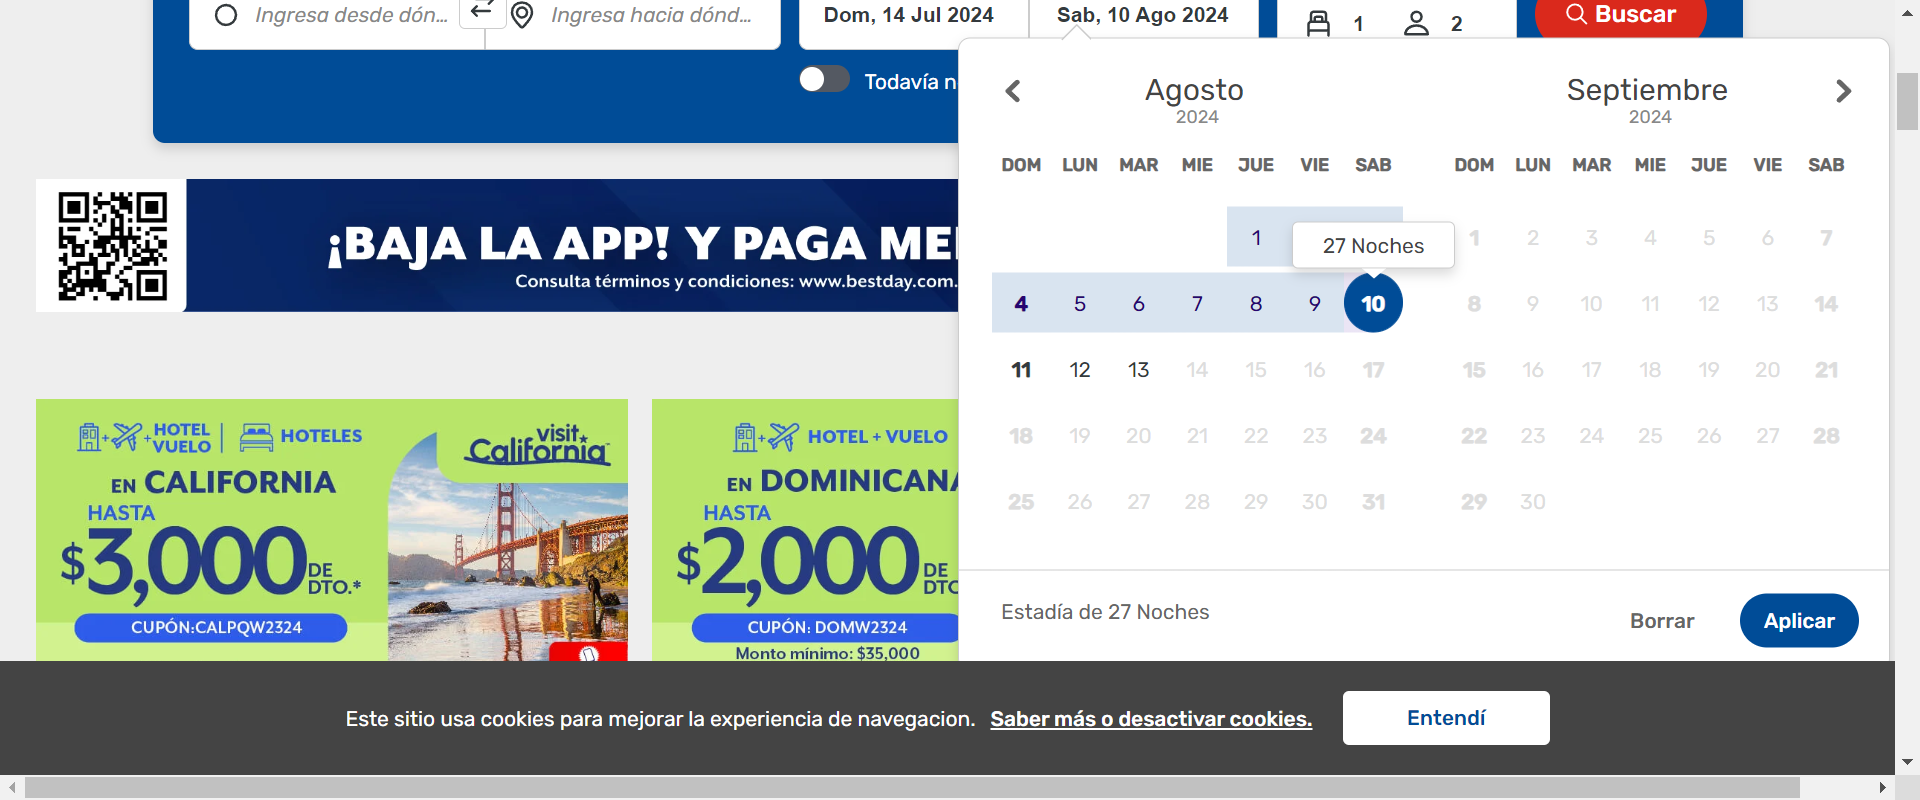 Ingresa desde dón...
Ingresa hacia dónd...
Dom, 14 Jul 2024
Sab, 10 Ago 2024
1
2
Buscar
Todavía n
¡BAJA LA APP! Y PAGA ME
Consulta términos y condiciones: www.bestday.com.
HOTEL
+ + VUELO
HOTELES
visit
California
EN CALIFORNIA
HASTA
$3,000 DE
DTO.*
CUPÓN:CALPQW2324
+
HOTEL + VUELO
EN DOMINICANA
HASTA
$2,000 DE
DTO
CUPÓN: DOMW2324
Monto mínimo: $35,000
Agosto
2024
DOM LUN MAR MIE JUE VIE SAB
1
27 Noches
4 5 6 7 8 9 10
11 12 13 14 15 16 17
18 19 20 21 22 23 24
25 26 27 28 29 30 31
Septiembre
2024
DOM LUN MAR MIE JUE VIE SAB
1 2 3 4 5 6 7
8 9 10 11 12 13 14
15 16 17 18 19 20 21
22 23 24 25 26 27 28
29 30
Estadía de 27 Noches
Borrar
Aplicar
Este sitio usa cookies para mejorar la experiencia de navegacion. Saber más o desactivar cookies.
Entendí